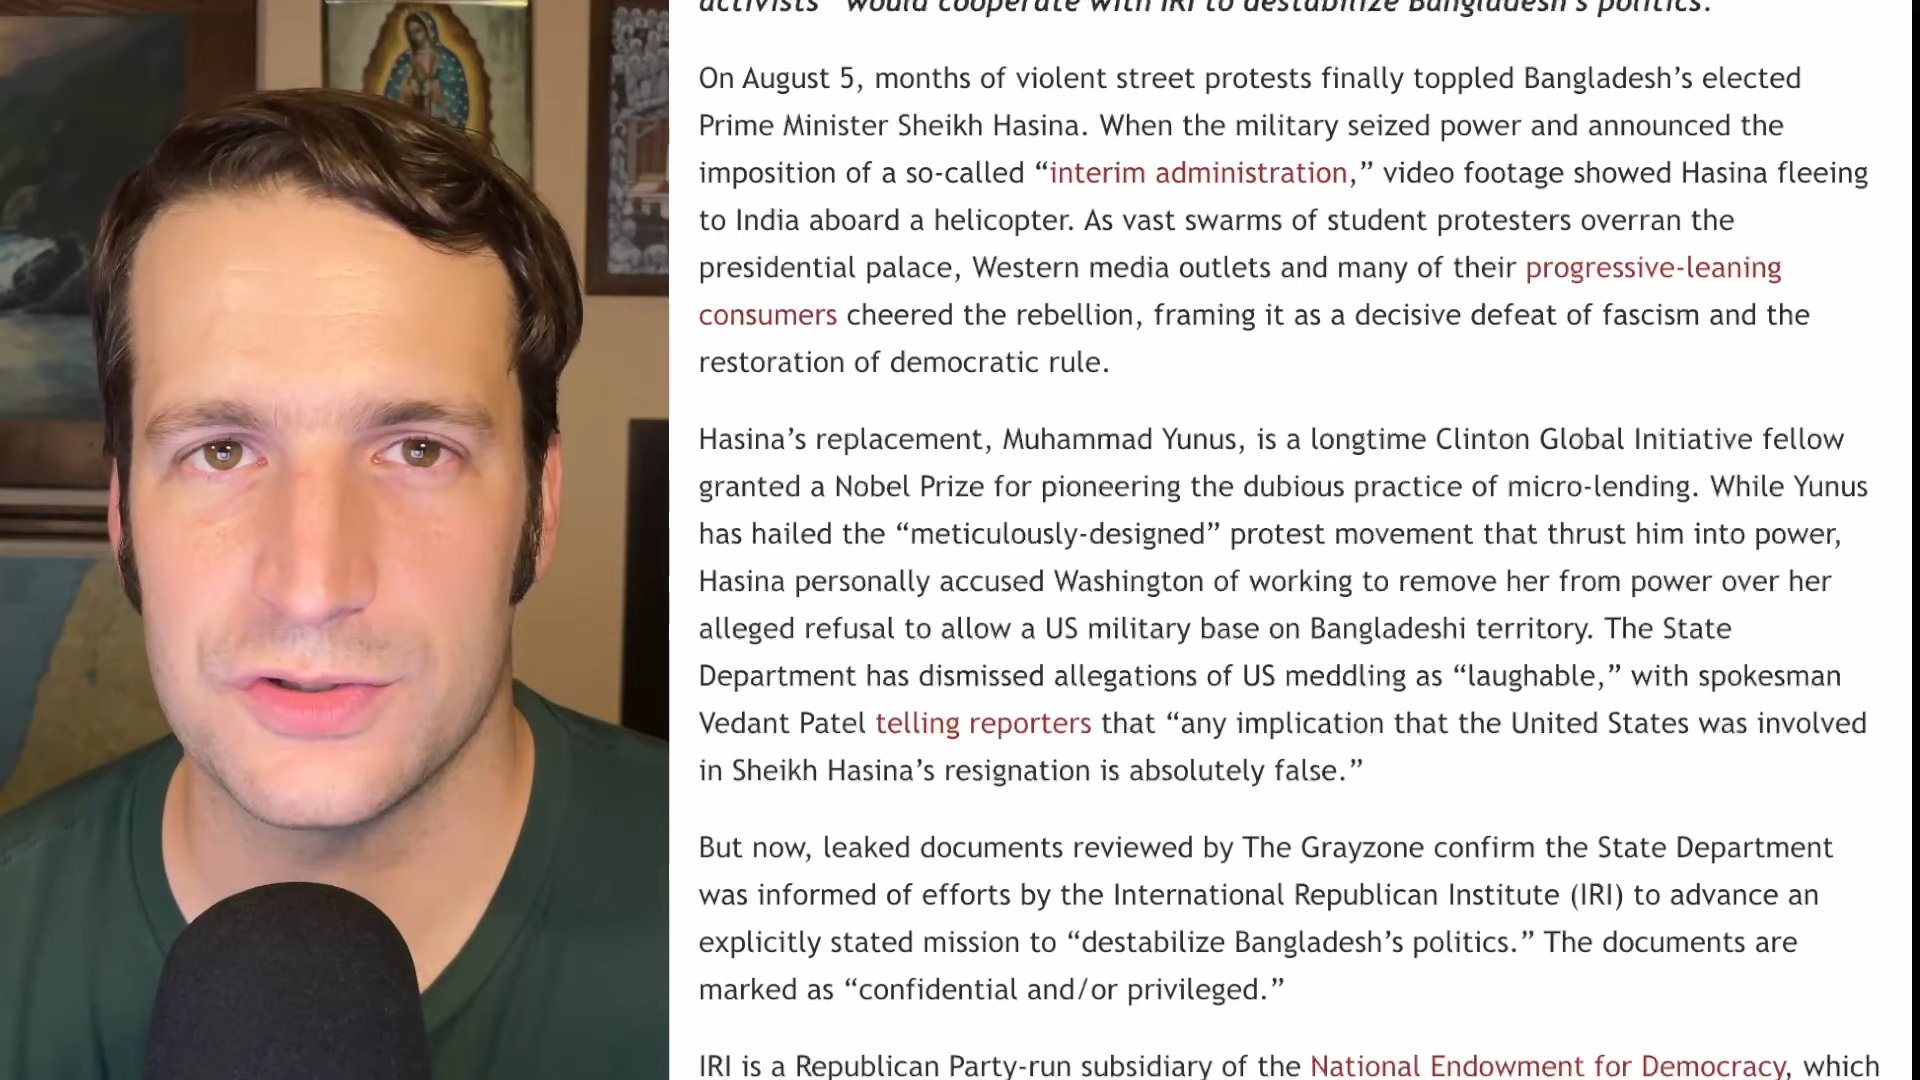 activists” would cooperate with IRI to destabilize Bangladesh’s politics.
On August 5, months of violent street protests finally toppled Bangladesh’s elected
Prime Minister Sheikh Hasina. When the military seized power and announced the
imposition of a so-called “interim administration,” video footage showed Hasina fleeing
to India aboard a helicopter. As vast swarms of student protesters overran the
presidential palace, Western media outlets and many of their progressive-leaning
consumers cheered the rebellion, framing it as a decisive defeat of fascism and the
restoration of democratic rule.
Hasina’s replacement, Muhammad Yunus, is a longtime Clinton Global Initiative fellow
granted a Nobel Prize for pioneering the dubious practice of micro-lending. While Yunus
has hailed the “meticulously-designed” protest movement that thrust him into power,
Hasina personally accused Washington of working to remove her from power over her
alleged refusal to allow a US military base on Bangladeshi territory. The State
Department has dismissed allegations of US meddling as “laughable,” with spokesman
Vedant Patel telling reporters that “any implication that the United States was involved
in Sheikh Hasina’s resignation is absolutely false.”
But now, leaked documents reviewed by The Grayzone confirm the State Department
was informed of efforts by the International Republican Institute (IRI) to advance an
explicitly stated mission to “destabilize Bangladesh’s politics.” The documents are
marked as “confidential and/or privileged.”
IRI is a Republican Party-run subsidiary of the National Endowment for Democracy, which